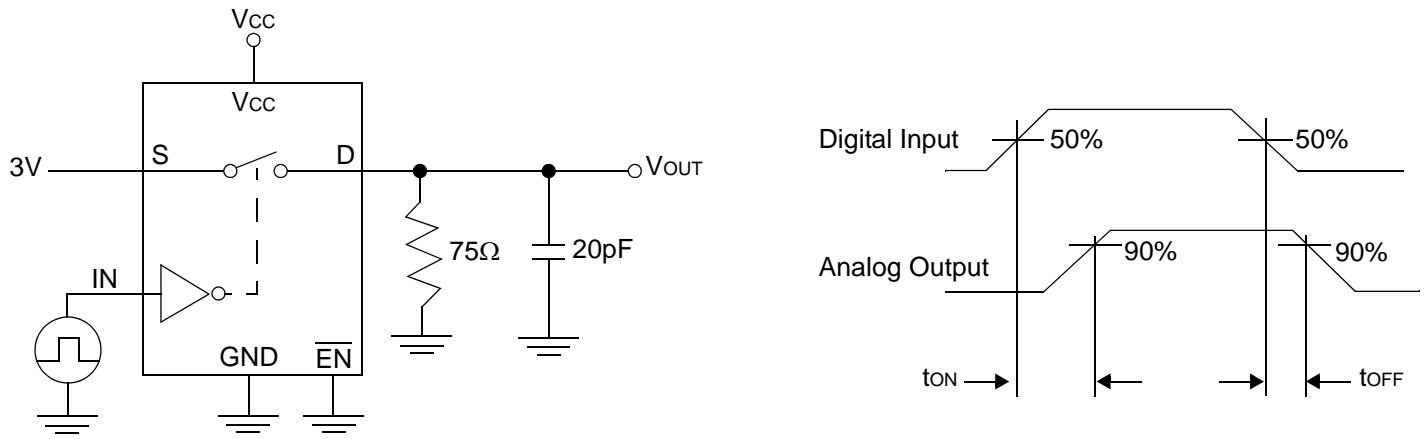 VCC
VCC
3V
S
D
VOUT
75Ω
20pF
IN
GND
EN
Digital Input
50%
50%
Analog Output
90%
90%
tON
tOFF